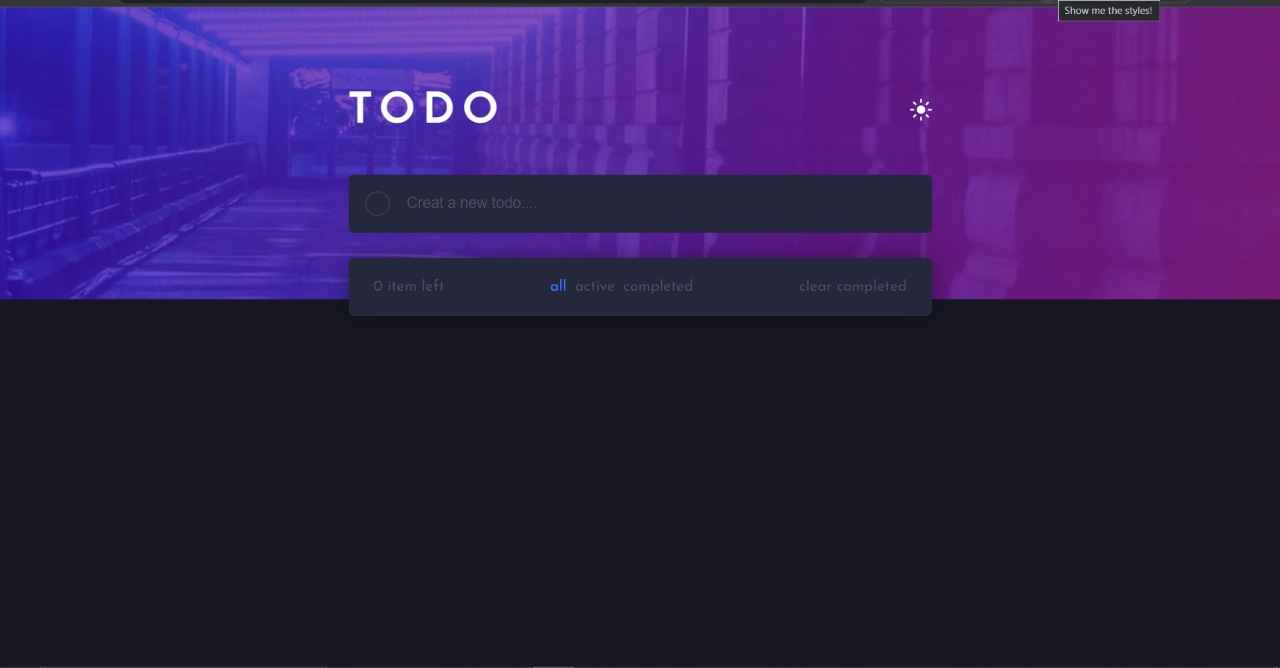 Show me the styles!
TODO
Creat a new todo....
0 item left all active completed clear completed